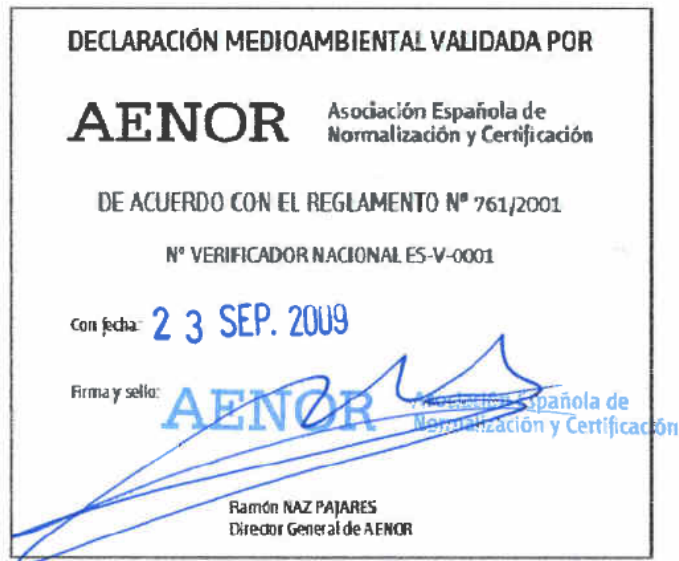 DECLARACIÓN MEDIOAMBIENTAL VALIDADA POR
AENOR
Asociación Española de
Normalización y Certificación
DE ACUERDO CON EL REGLAMENTO Nº 761/2001
Nº VERIFICADOR NACIONAL ES-V-0001
Con fecha: 23 SEP. 2009
Firma y sello:
AENOR
Asociación Española de
Normalización y Certificación
Ramón NAZ PAJARES
Director General de AENOR